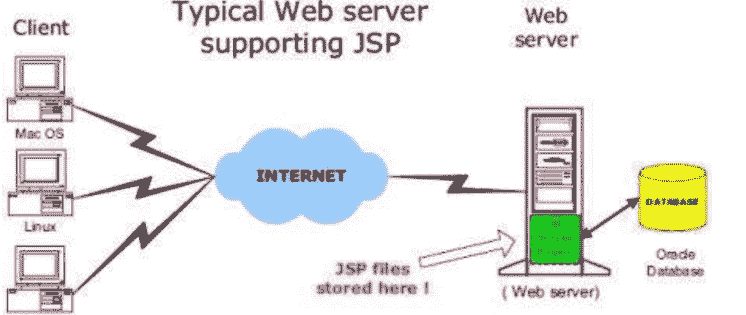 Typical Web server
supporting JSP
Client
Web
server
Mac OS
Linux
INTERNET
DATABASE
Oracle
Database
JSP files
stored here !
( Web server)